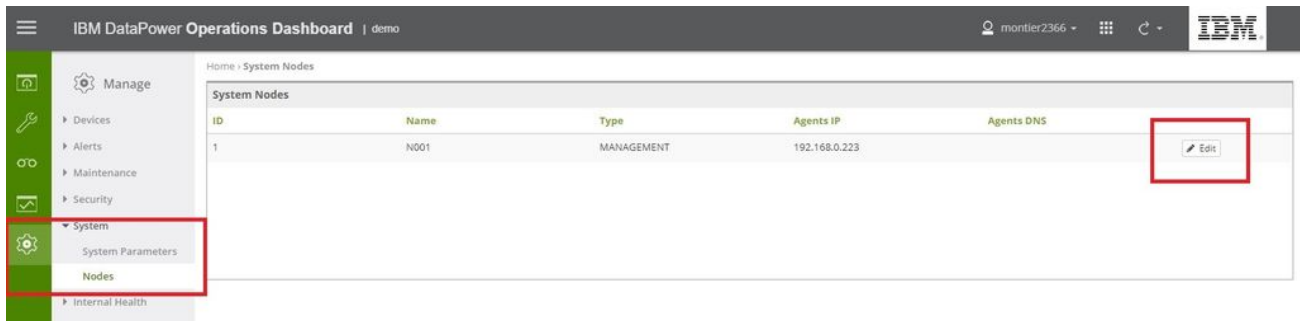 IBM DataPower Operations Dashboard | demo
montier2366
IBM
Manage
Devices
Alerts
Maintenance
Security
System
System Parameters
Nodes
Internal Health
Home › System Nodes
System Nodes
ID Name Type Agents IP Agents DNS
1 N001 MANAGEMENT 192.168.0.223 Edit